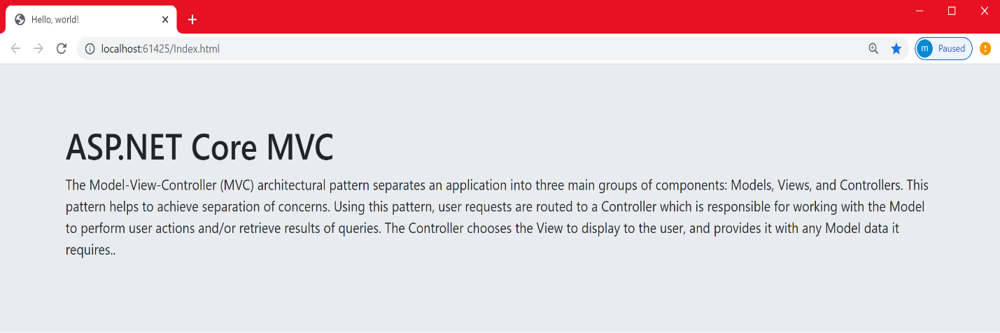 Hello, world!
localhost:61425/Index.html
m Paused
ASP.NET Core MVC
The Model-View-Controller (MVC) architectural pattern separates an application into three main groups of components: Models, Views, and Controllers. This
pattern helps to achieve separation of concerns. Using this pattern, user requests are routed to a Controller which is responsible for working with the Model
to perform user actions and/or retrieve results of queries. The Controller chooses the View to display to the user, and provides it with any Model data it
requires..